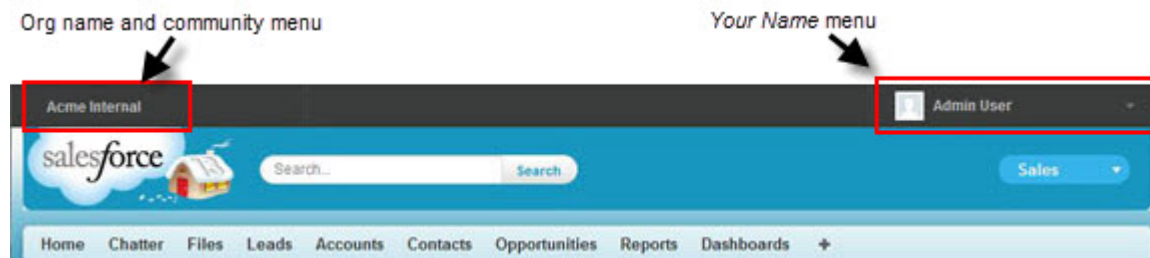 Org name and community menu
Your Name menu
Acme Internal
Admin User
salesforce
Search...
Search
Sales
Home Chatter Files Leads Accounts Contacts Opportunities Reports Dashboards +